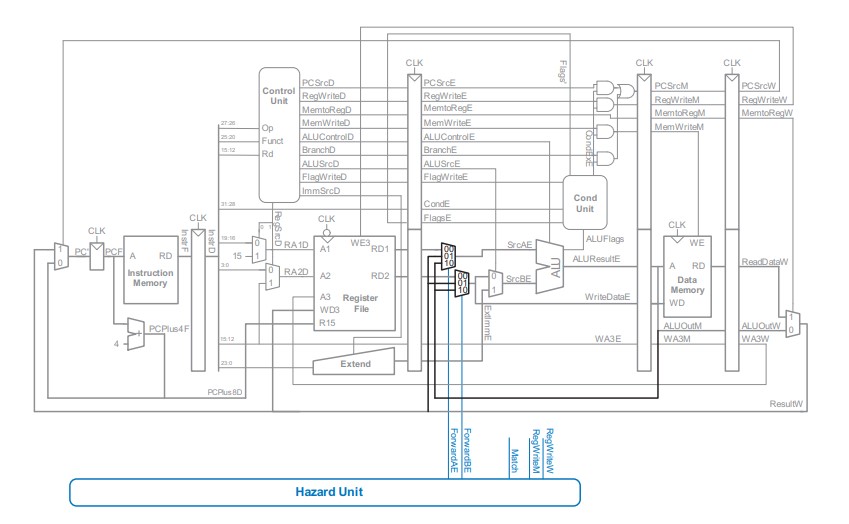 CLK
CLK
CLK
Control
Unit
PCSrcD
RegWriteD
MemtoRegD
MemWriteD
ALUControlD
BranchD
ALUSrcD
FlagWriteD
ImmSrcD
27:26
Op
25:20
Funct
15:12
Rd
PCSrcE
RegWriteE
MemtoRegE
MemWriteE
ALUControlE
BranchE
ALUSrcE
FlagWriteE
CondE
FlagsE
Flags'
CondExE
Cond
Unit
ALUFlags
PCSrcM
RegWriteM
MemtoRegM
MemWriteM
PCSrcW
RegWriteW
MemtoRegW
31:28
CLK
CLK
CLK
CLK
1
0
PC'
PCF
A
RD
Instruction
Memory
InstrF
InstrD
RegSrcD
19:16
0
1
15
RA1D
3:0
0
1
RA2D
A1
A2
A3
WD3
R15
WE3
RD1
RD2
Register
File
00
01
10
00
01
10
SrcAE
0
1
SrcBE
ALU
ALUResultE
WriteDataE
ExtImmE
WE
A
RD
Data
Memory
WD
ReadDataW
1
0
+
4
PCPlus4F
15:12
23:0
Extend
WA3E
ALUOutM
WA3M
ALUOutW
WA3W
PCPlus8D
ResultW
ForwardAE
ForwardBE
Match
RegWriteM
RegWriteW
Hazard Unit